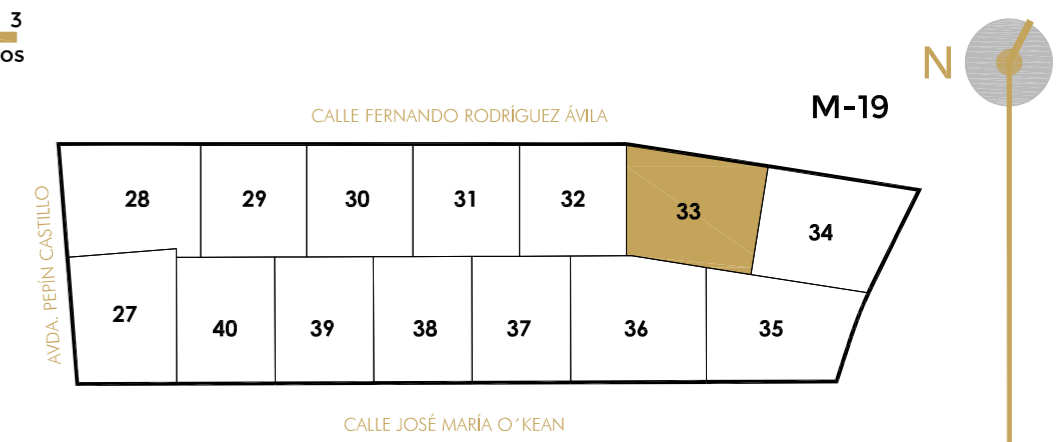 3
OS
N
M-19
CALLE FERNANDO RODRÍGUEZ ÁVILA
AVDA. PEPÍN CASTILLO
28
29
30
31
32
33
34
27
40
39
38
37
36
35
CALLE JOSÉ MARÍA O´KEAN